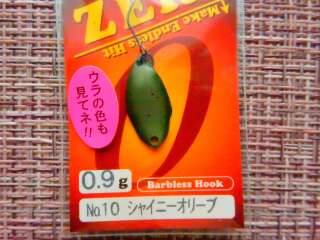 ↑Make Endless Hit
ウラの色も
見てネ!!
0.9g
Barbless Hook
No.10 シャイニーオリーブ